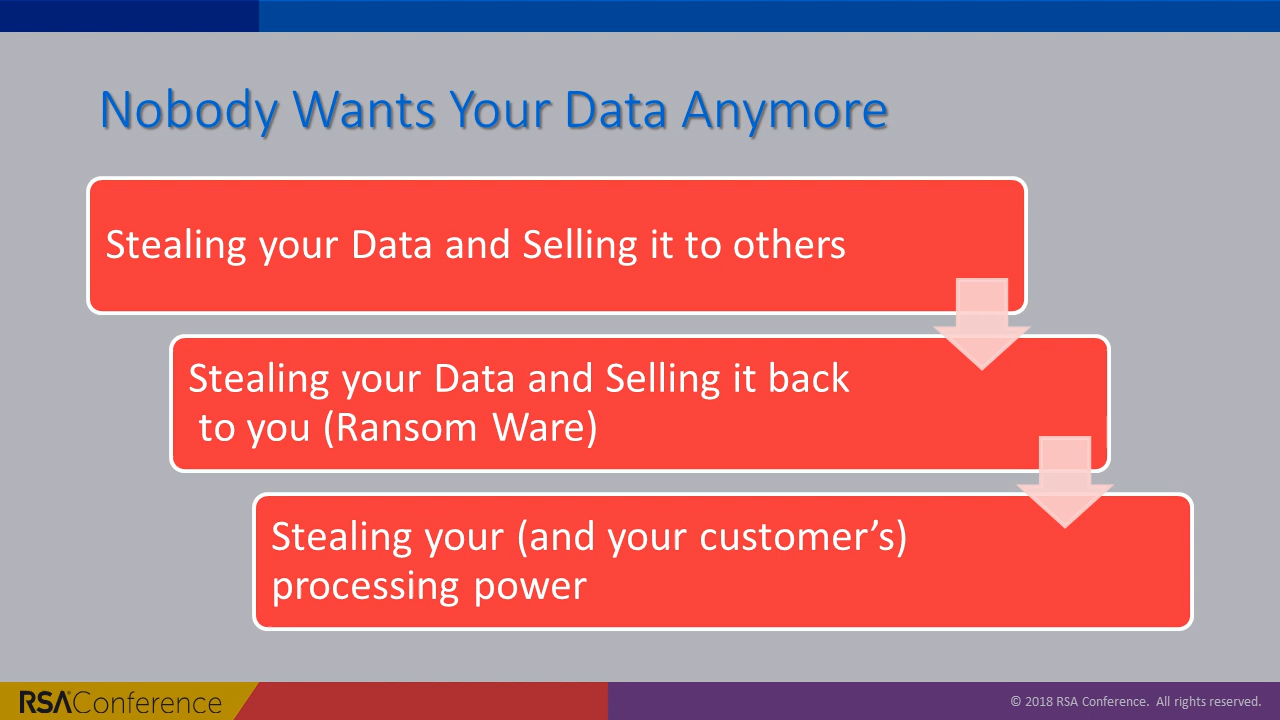 Nobody Wants Your Data Anymore
Stealing your Data and Selling it to others
Stealing your Data and Selling it back
to you (Ransom Ware)
Stealing your (and your customer’s)
processing power
RSAConference
© 2018 RSA Conference. All rights reserved.